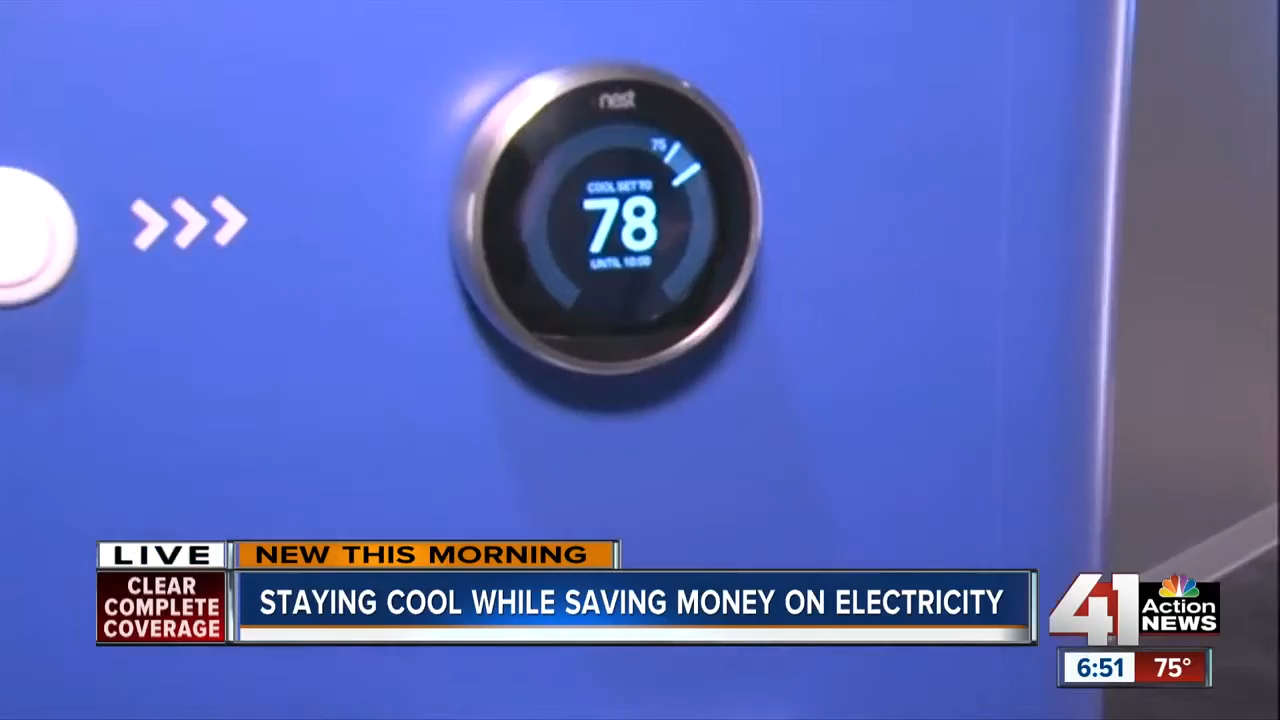 nest
75
COOL SET TO
78
UNTIL 10:00
LIVE
NEW THIS MORNING
CLEAR
COMPLETE
COVERAGE
STAYING COOL WHILE SAVING MONEY ON ELECTRICITY
41
Action
NEWS
6:51
75°